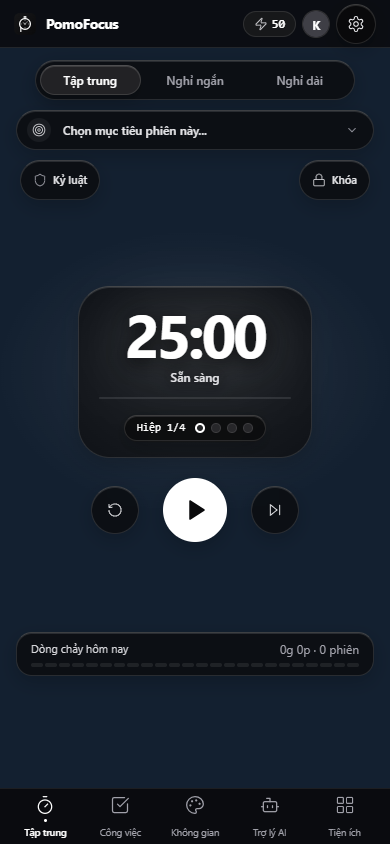 PomoFocus
50
K
Tập trung
Nghỉ ngắn
Nghỉ dài
Chọn mục tiêu phiên này...
Kỷ luật
Khóa
25:00
Sẵn sàng
Hiệp 1/4
Dòng chảy hôm nay
0g 0p · 0 phiên
Tập trung
Công việc
Không gian
Trợ lý AI
Tiện ích